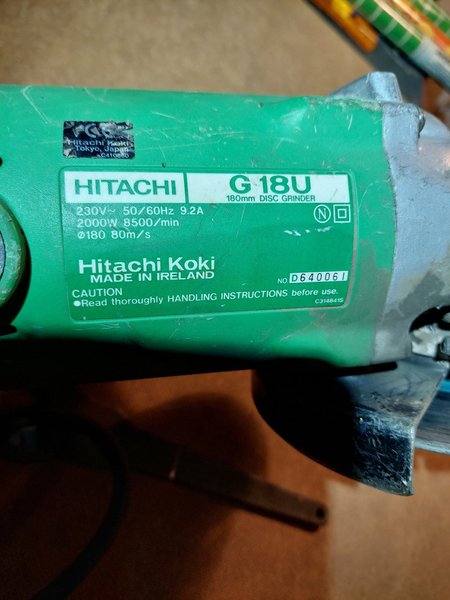 Hitachi Koki
Tokyo, Japan
HITACHI
G 18U
180mm DISC GRINDER
230V~ 50/60Hz 9.2A
2000W 8500/min
Ø180 80m/s
N
Hitachi Koki
MADE IN IRELAND
NO. D640061
CAUTION
●Read thoroughly HANDLING INSTRUCTIONS before use.
C3148415